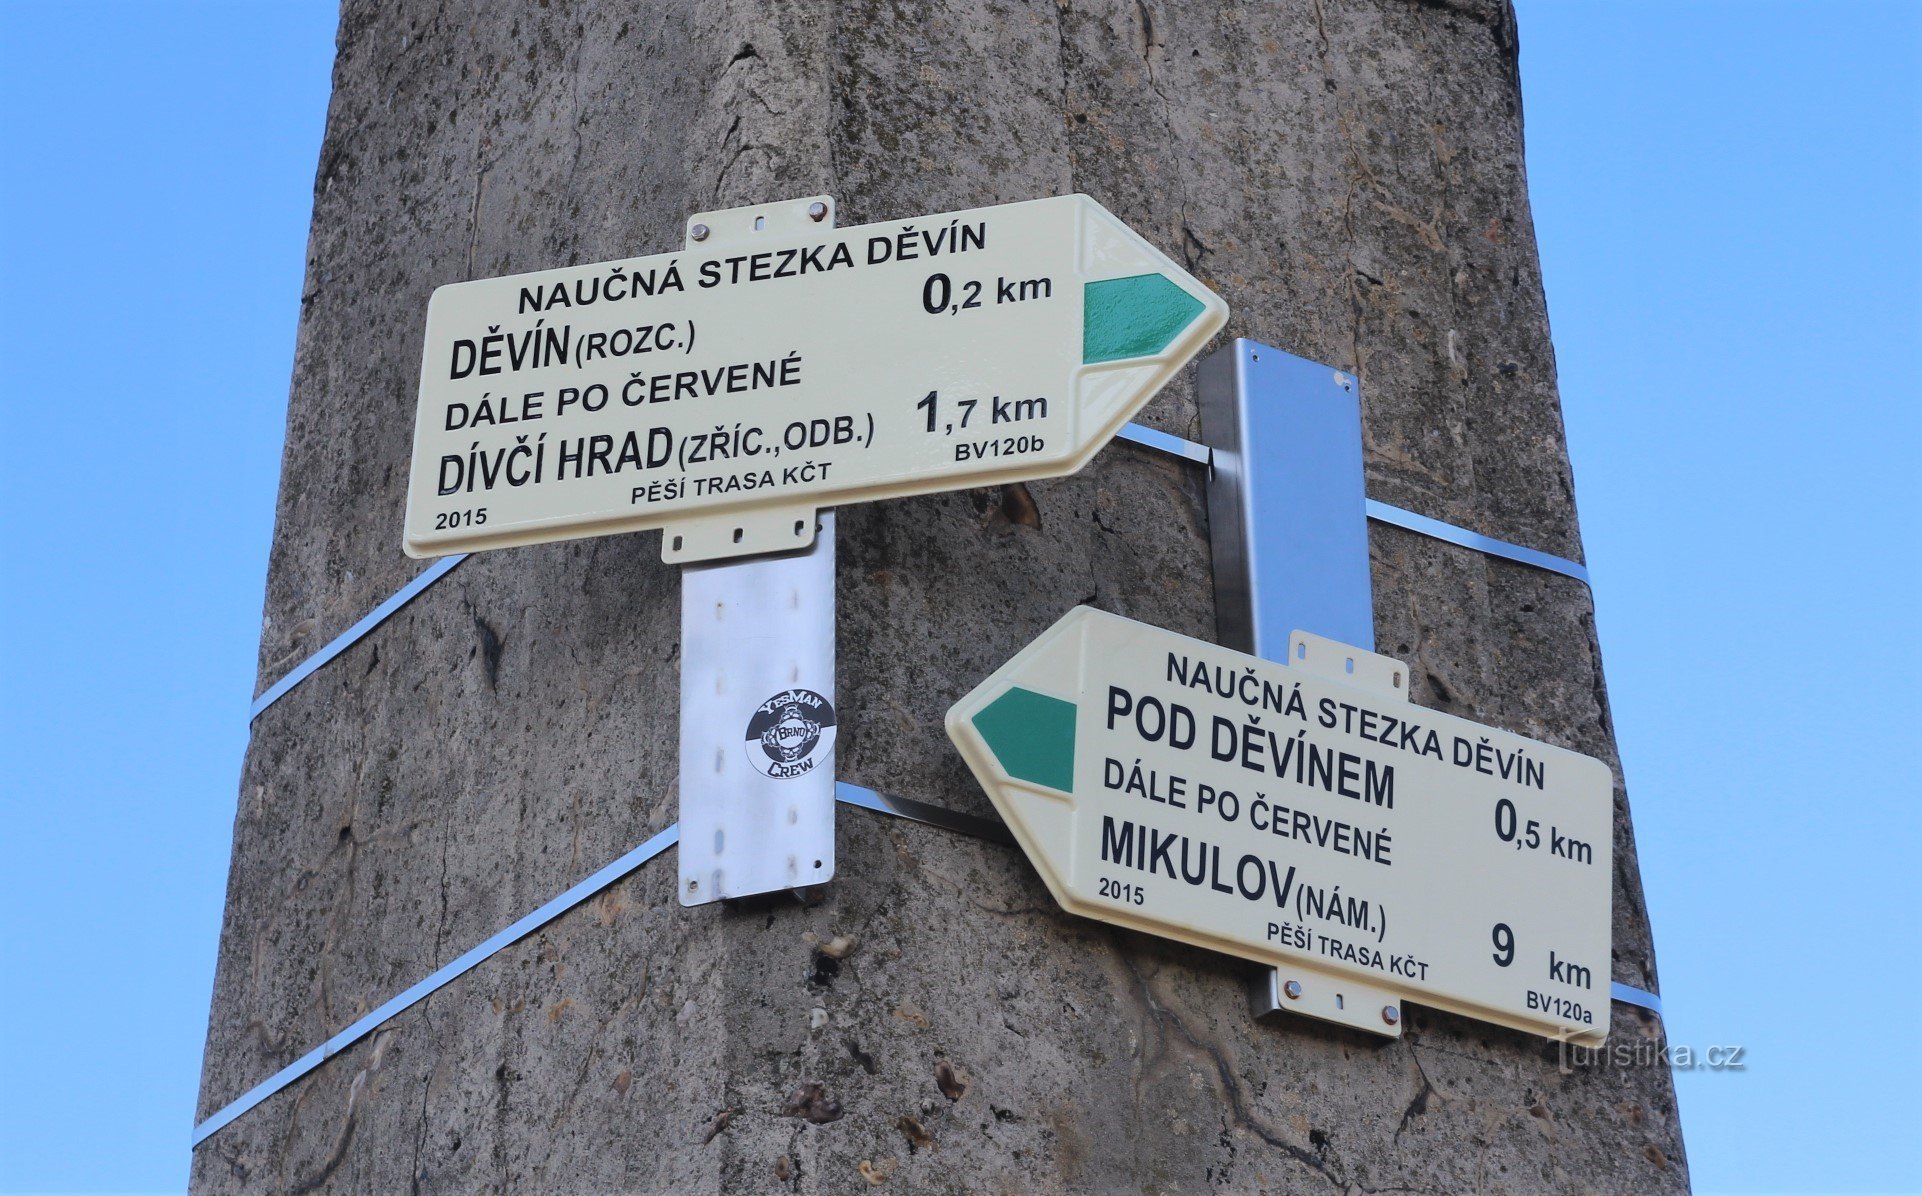 NAUČNÁ STEZKA DĚVÍN
DĚVÍN (ROZC.) 0,2 km
DÁLE PO ČERVENÉ
DÍVČÍ HRAD (ZŘÍC.,ODB.) 1,7 km
2015 PĚŠÍ TRASA KČT BV120b
YESMAN
BRNO
CREW
NAUČNÁ STEZKA DĚVÍN
POD DĚVÍNEM 0,5 km
DÁLE PO ČERVENÉ
MIKULOV (NÁM.) 9 km
2015 PĚŠÍ TRASA KČT BV120a
Turistika.cz